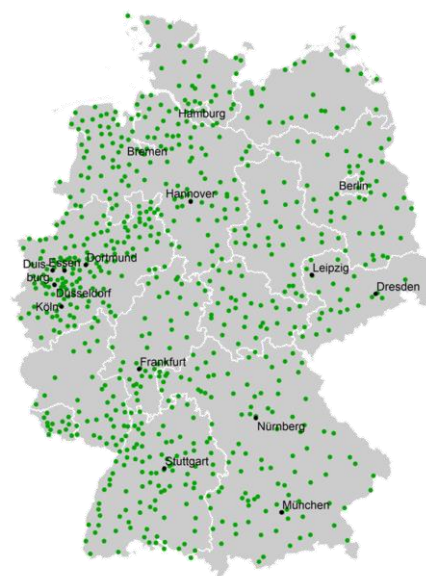 Hamburg
Bremen
Berlin
Hannover
Duis-
burg
Essen
Dortmund
Düsseldorf
Köln
Leipzig
Dresden
Frankfurt
Nürnberg
Stuttgart
München